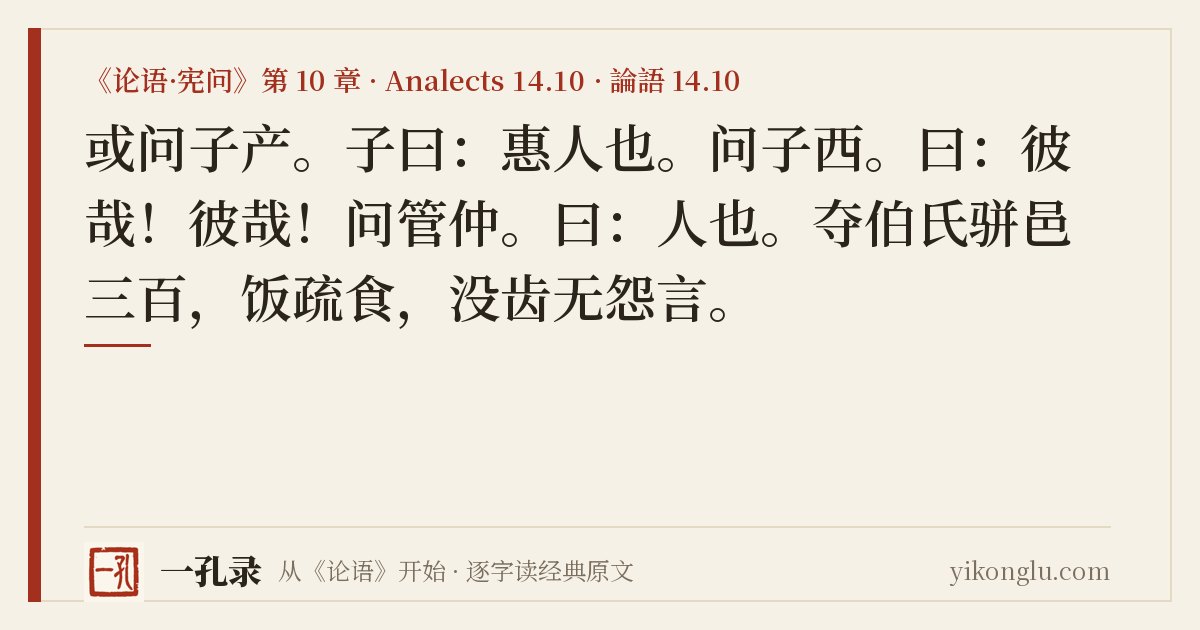 《论语·宪问》第 10 章 · Analects 14.10 · 論語 14.10
或问子产。子曰：惠人也。问子西。曰：彼
哉！彼哉！问管仲。曰：人也。夺伯氏骈邑
三百，饭疏食，没齿无怨言。
一孔
一孔录 从《论语》开始 · 逐字读经典原文 yikonglu.com